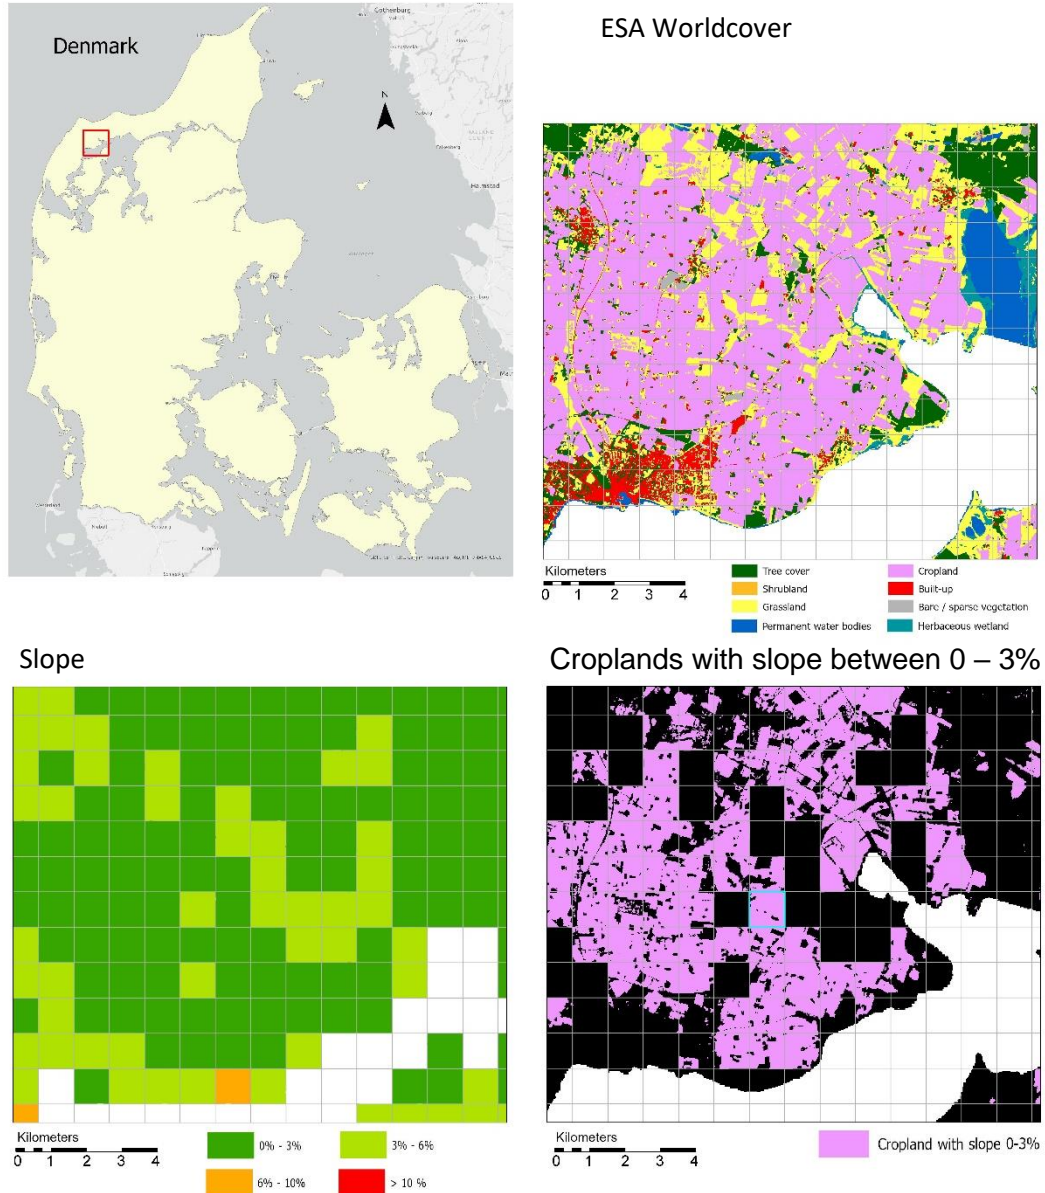 Denmark
Gothenburg
N
ESA Worldcover
Kilometers
0 1 2 3 4
Tree cover
Shrubland
Grassland
Permanent water bodies
Cropland
Built-up
Bare / sparse vegetation
Herbaceous wetland
Slope
Kilometers
0 1 2 3 4
0% - 3%
3% - 6%
6% - 10%
> 10 %
Croplands with slope between 0 – 3%
Kilometers
0 1 2 3 4
Cropland with slope 0-3%